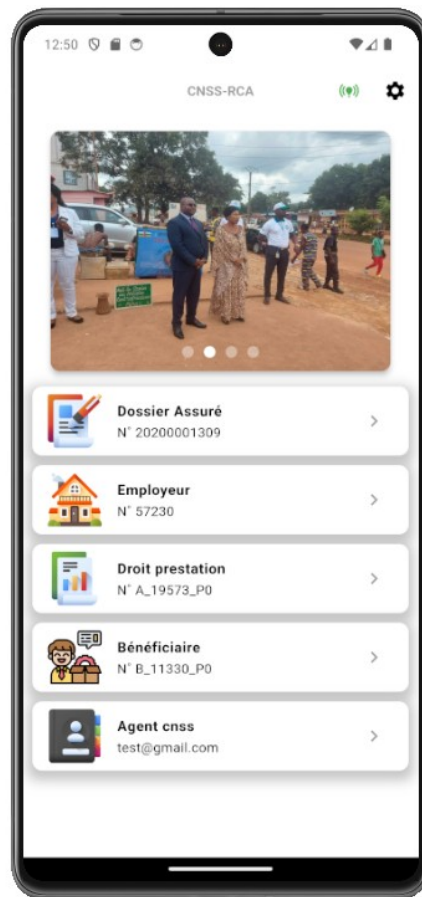 12:50
CNSS-RCA
Dossier Assuré
N° 20200001309
Employeur
N° 57230
Droit prestation
N° A_19573_P0
Bénéficiaire
N° B_11330_P0
Agent cnss
test@gmail.com